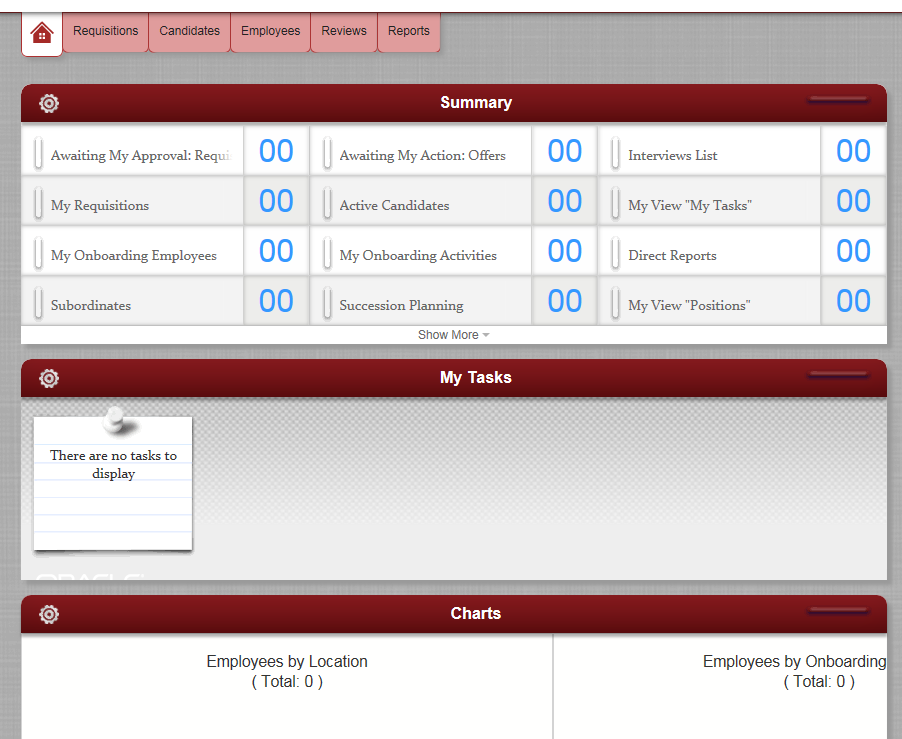 Requisitions Candidates Employees Reviews Reports
Summary
Awaiting My Approval: Requi 00 Awaiting My Action: Offers 00 Interviews List 00
My Requisitions 00 Active Candidates 00 My View "My Tasks" 00
My Onboarding Employees 00 My Onboarding Activities 00 Direct Reports 00
Subordinates 00 Succession Planning 00 My View "Positions" 00
Show More
My Tasks
There are no tasks to
display
ORACLE
Charts
Employees by Location Employees by Onboarding
( Total: 0 ) ( Total: 0 )